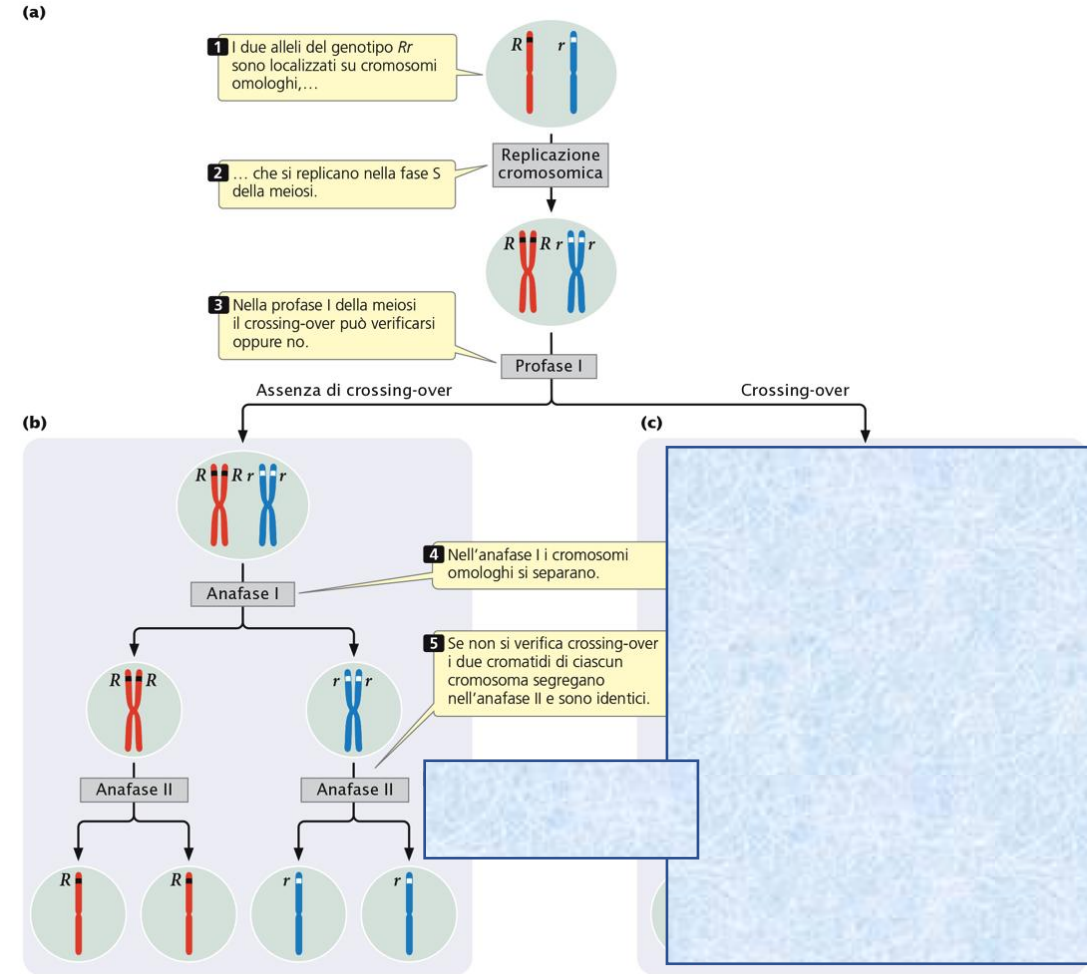 (a)
1 I due alleli del genotipo Rr
sono localizzati su cromosomi
omologhi,…
R r
Replicazione
cromosomica
2 … che si replicano nella fase S
della meiosi.
R R r r
3 Nella profase I della meiosi
il crossing-over può verificarsi
oppure no.
Profase I
Assenza di crossing-over
Crossing-over
(b)
(c)
R R r r
4 Nell’anafase I i cromosomi
omologhi si separano.
Anafase I
5 Se non si verifica crossing-over
i due cromatidi di ciascun
cromosoma segregano
nell’anafase II e sono identici.
R R
r r
Anafase II
Anafase II
R
R
r
r